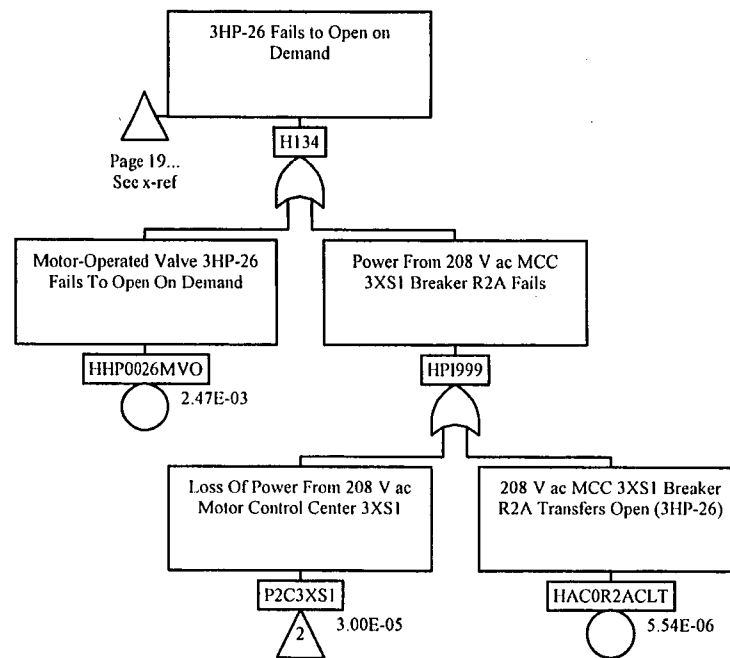 3HP-26 Fails to Open on
Demand
H134
Page 19...
See x-ref
Motor-Operated Valve 3HP-26
Fails To Open On Demand
Power From 208 V ac MCC
3XS1 Breaker R2A Fails
HHP0026MVO
2.47E-03
HPI999
Loss Of Power From 208 V ac
Motor Control Center 3XS1
208 V ac MCC 3XS1 Breaker
R2A Transfers Open (3HP-26)
P2C3XS1
2
3.00E-05
HAC0R2ACLT
5.54E-06